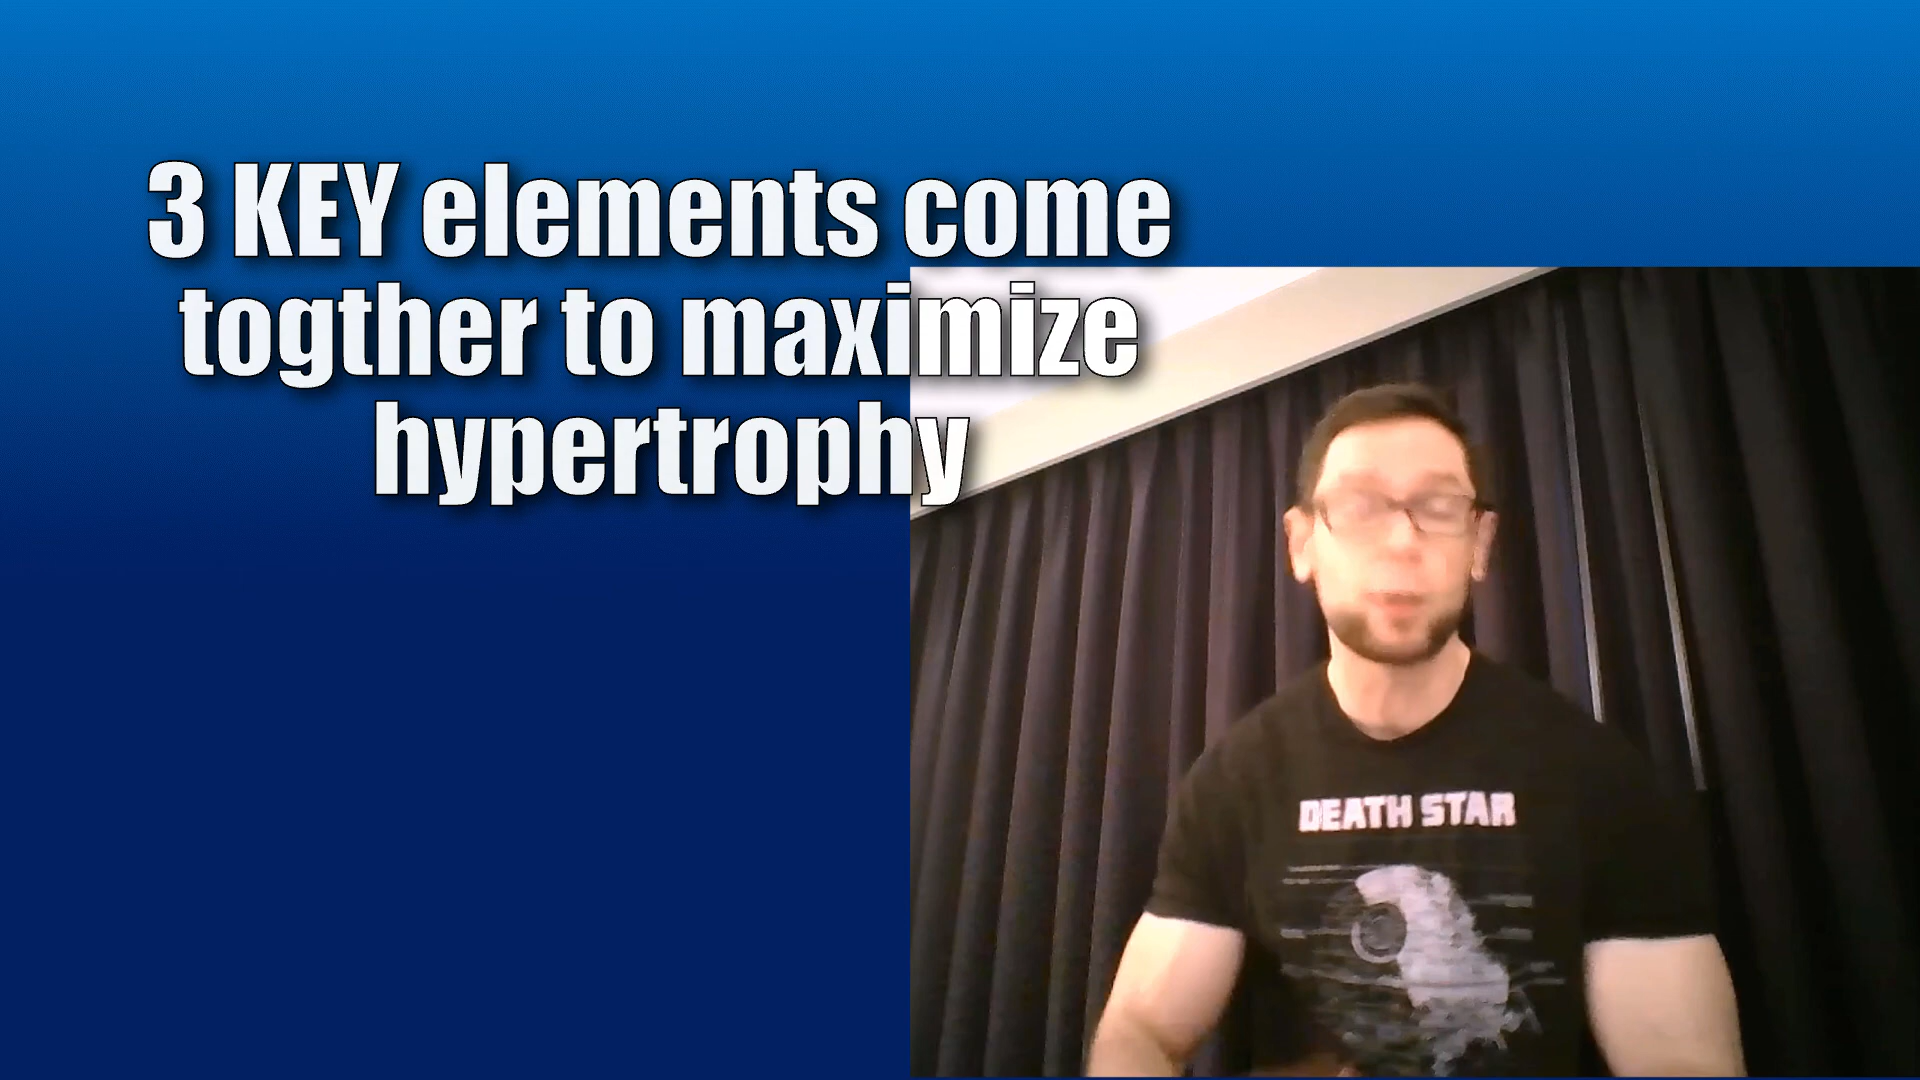 3 KEY elements come
togther to maximize
hypertrophy
DEATH STAR